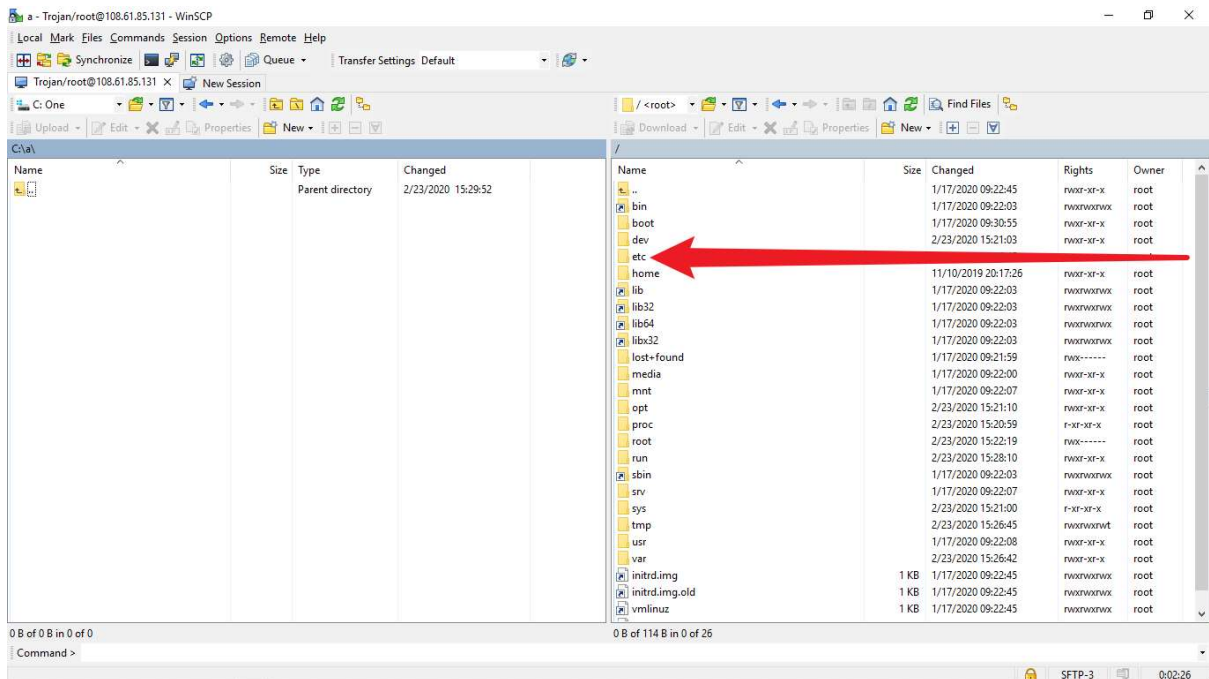 a - Trojan/root@108.61.85.131 - WinSCP
Local Mark Files Commands Session Options Remote Help
Synchronize Queue Transfer Settings Default
Trojan/root@108.61.85.131 × New Session
C: One / <root> Find Files
Upload Edit Properties New Download Edit Properties New
C:\a\ /
Name Size Type Changed Name Size Changed Rights Owner
.. Parent directory 2/23/2020 15:29:52 .. 1/17/2020 09:22:45 rwxr-xr-x root
bin 1/17/2020 09:22:03 rwxrwxrwx root
boot 1/17/2020 09:30:55 rwxr-xr-x root
dev 2/23/2020 15:21:03 rwxr-xr-x root
etc
home 11/10/2019 20:17:26 rwxr-xr-x root
lib 1/17/2020 09:22:03 rwxrwxrwx root
lib32 1/17/2020 09:22:03 rwxrwxrwx root
lib64 1/17/2020 09:22:03 rwxrwxrwx root
libx32 1/17/2020 09:22:03 rwxrwxrwx root
lost+found 1/17/2020 09:21:59 rwx------ root
media 1/17/2020 09:22:00 rwxr-xr-x root
mnt 1/17/2020 09:22:07 rwxr-xr-x root
opt 2/23/2020 15:21:10 rwxr-xr-x root
proc 2/23/2020 15:20:59 r-xr-xr-x root
root 2/23/2020 15:22:19 rwx------ root
run 2/23/2020 15:28:10 rwxr-xr-x root
sbin 1/17/2020 09:22:03 rwxrwxrwx root
srv 1/17/2020 09:22:07 rwxr-xr-x root
sys 2/23/2020 15:21:00 r-xr-xr-x root
tmp 2/23/2020 15:26:45 rwxrwxrwt root
usr 1/17/2020 09:22:08 rwxr-xr-x root
var 2/23/2020 15:26:42 rwxr-xr-x root
initrd.img 1 KB 1/17/2020 09:22:45 rwxrwxrwx root
initrd.img.old 1 KB 1/17/2020 09:22:45 rwxrwxrwx root
vmlinuz 1 KB 1/17/2020 09:22:45 rwxrwxrwx root
0 B of 0 B in 0 of 0 0 B of 114 B in 0 of 26
Command >
SFTP-3 0:02:26